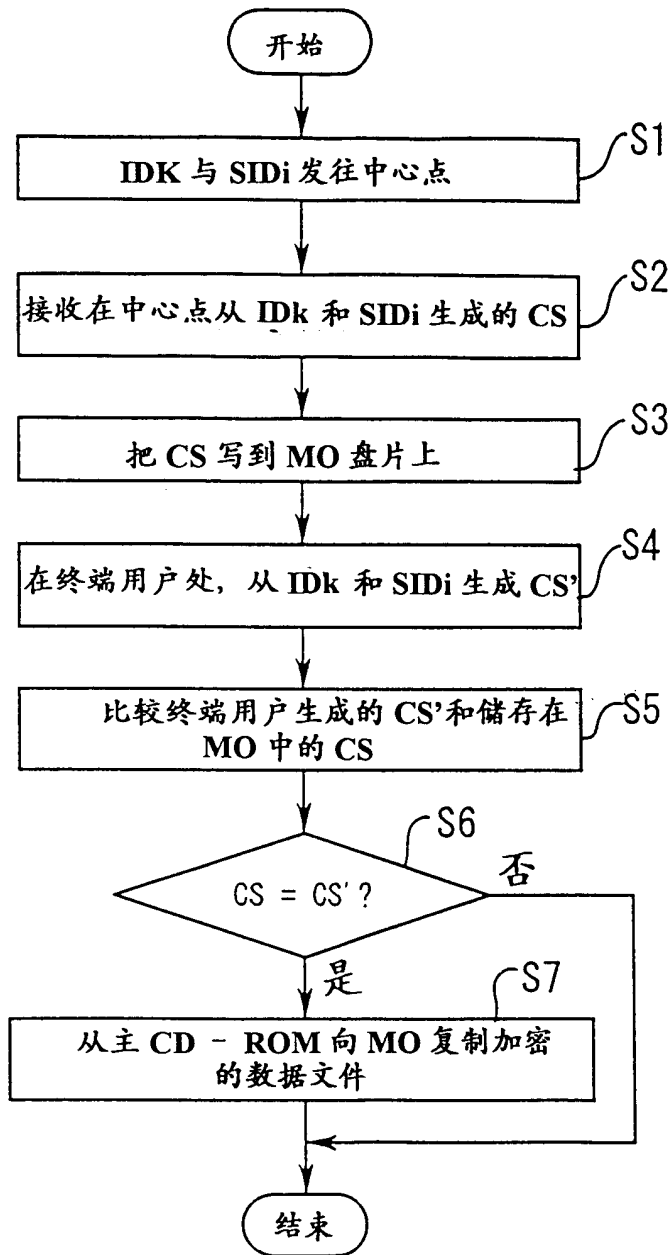 开始
S1
IDK 与 SIDi 发往中心点
S2
接收在中心点从 IDk 和 SIDi 生成的 CS
S3
把 CS 写到 MO 盘片上
S4
在终端用户处，从 IDk 和 SIDi 生成 CS’
S5
比较终端用户生成的 CS’和储存在
MO 中的 CS
S6
CS = CS' ?
否
是
S7
从主 CD － ROM 向 MO 复制加密
的数据文件
结束